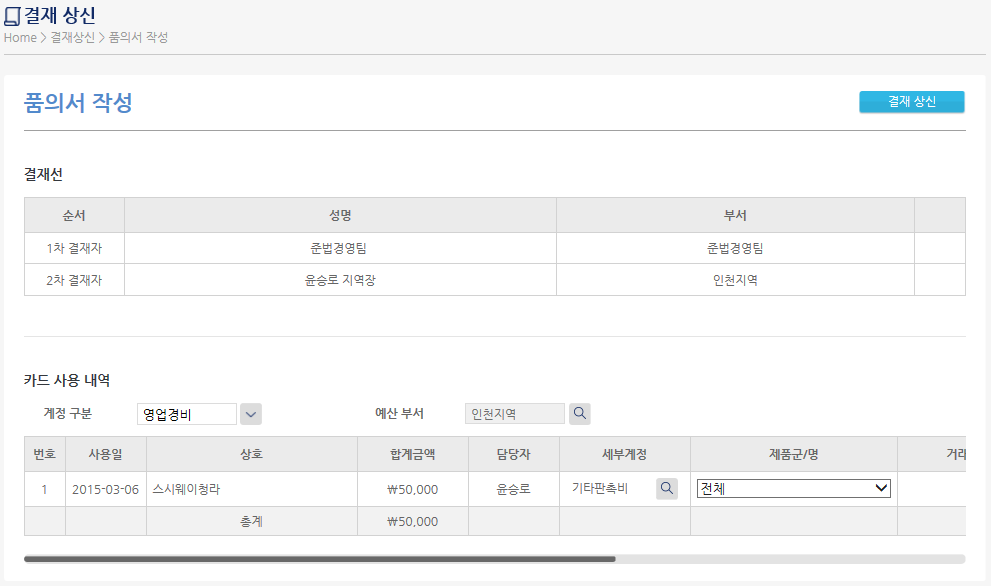 결재 상신
Home > 결재상신 > 품의서 작성
품의서 작성
결재 상신
결재선
순서 성명 부서
1차 결재자 준법경영팀 준법경영팀
2차 결재자 윤승로 지역장 인천지역
카드 사용 내역
계정 구분 영업경비 예산 부서 인천지역
번호 사용일 상호 합계금액 담당자 세부계정 제품군/명 거래
1 2015-03-06 스시웨이청라 ₩50,000 윤승로 기타판촉비 전체
총계 ₩50,000